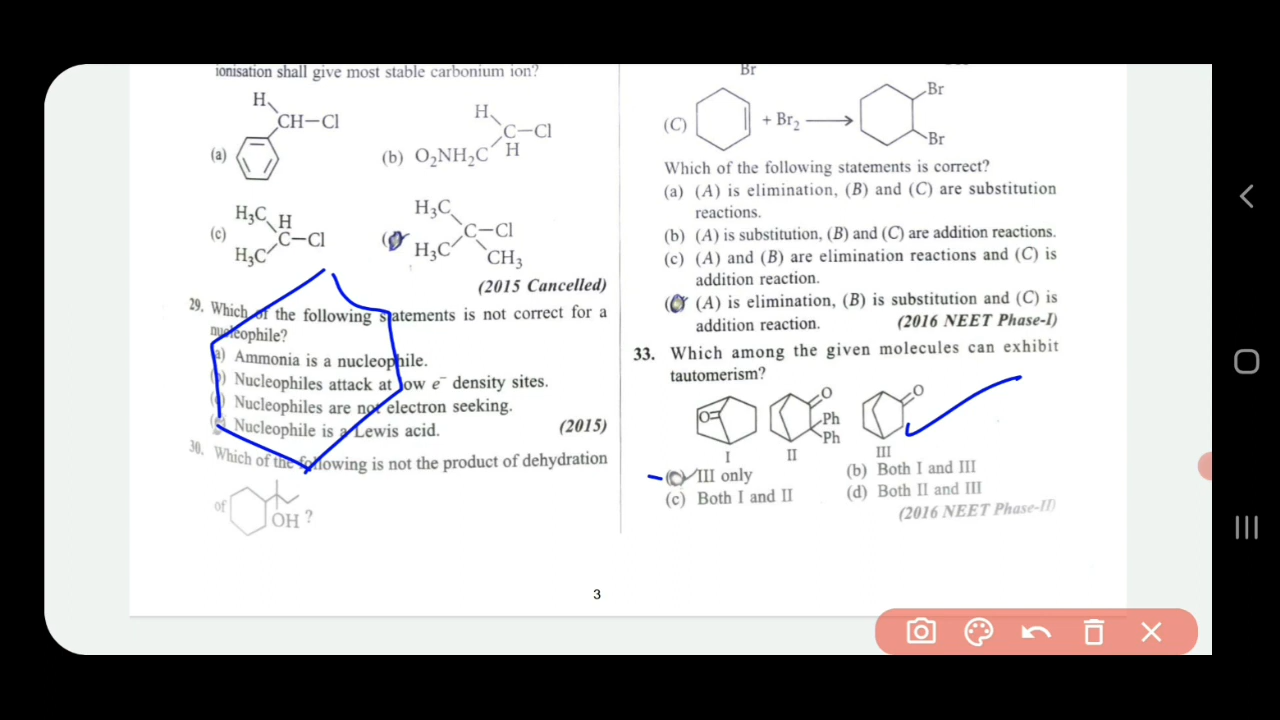 ionisation shall give most stable carbonium ion?
H
CH—Cl
(a)
H
C—Cl
(b) O₂NH₂C H
H₃C H
(c) C—Cl
H₃C
H₃C
C—Cl
H₃C CH₃
(2015 Cancelled)
29. Which of the following statements is not correct for a
nucleophile?
a) Ammonia is a nucleophile.
) Nucleophiles attack at low e⁻ density sites.
Nucleophiles are not electron seeking.
Nucleophile is a Lewis acid.
(2015)
30. Which of the following is not the product of dehydration
of OH ?
Br
(C) + Br₂ → Br
Br
Which of the following statements is correct?
(a) (A) is elimination, (B) and (C) are substitution
reactions.
(b) (A) is substitution, (B) and (C) are addition reactions.
(c) (A) and (B) are elimination reactions and (C) is
addition reaction.
(A) is elimination, (B) is substitution and (C) is
addition reaction. (2016 NEET Phase-I)
33. Which among the given molecules can exhibit
tautomerism?
O O O
Ph
Ph
I II III
III only (b) Both I and III
(c) Both I and II (d) Both II and III
(2016 NEET Phase-II)
3